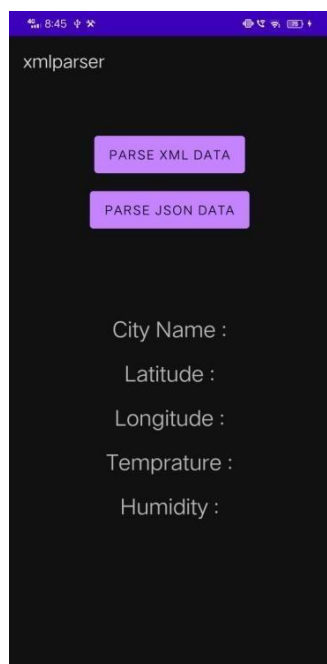 8:45
xmlparser
PARSE XML DATA
PARSE JSON DATA
City Name :
Latitude :
Longitude :
Temprature :
Humidity :